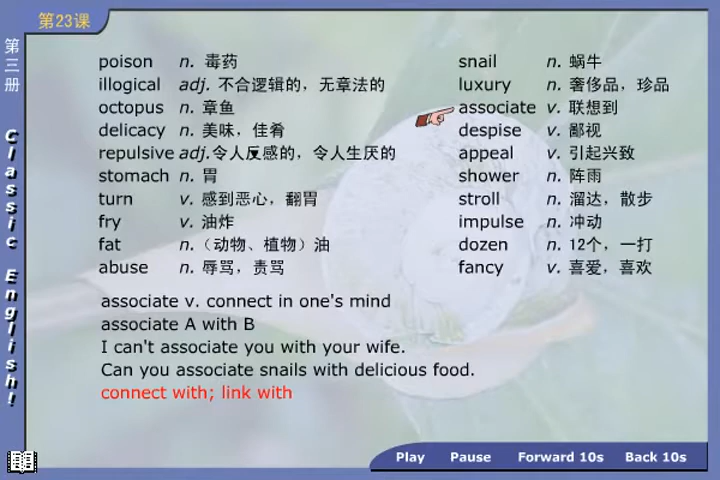 第23课
第三册
Classic English!
poison n. 毒药
illogical adj. 不合逻辑的，无章法的
octopus n. 章鱼
delicacy n. 美味，佳肴
repulsive adj.令人反感的，令人生厌的
stomach n. 胃
turn v. 感到恶心，翻胃
fry v. 油炸
fat n.（动物、植物）油
abuse n. 辱骂，责骂
snail n. 蜗牛
luxury n. 奢侈品，珍品
associate v. 联想到
despise v. 鄙视
appeal v. 引起兴致
shower n. 阵雨
stroll n. 溜达，散步
impulse n. 冲动
dozen n. 12个，一打
fancy v. 喜爱，喜欢
associate v. connect in one's mind
associate A with B
I can't associate you with your wife.
Can you associate snails with delicious food.
connect with; link with
Play Pause Forward 10s Back 10s